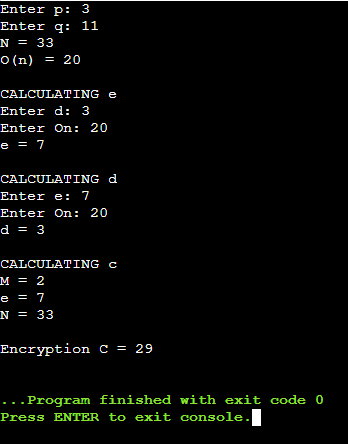 Enter p: 3
Enter q: 11
N = 33
O(n) = 20
CALCULATING e
Enter d: 3
Enter On: 20
e = 7
CALCULATING d
Enter e: 7
Enter On: 20
d = 3
CALCULATING c
M = 2
e = 7
N = 33
Encryption C = 29
...Program finished with exit code 0
Press ENTER to exit console.